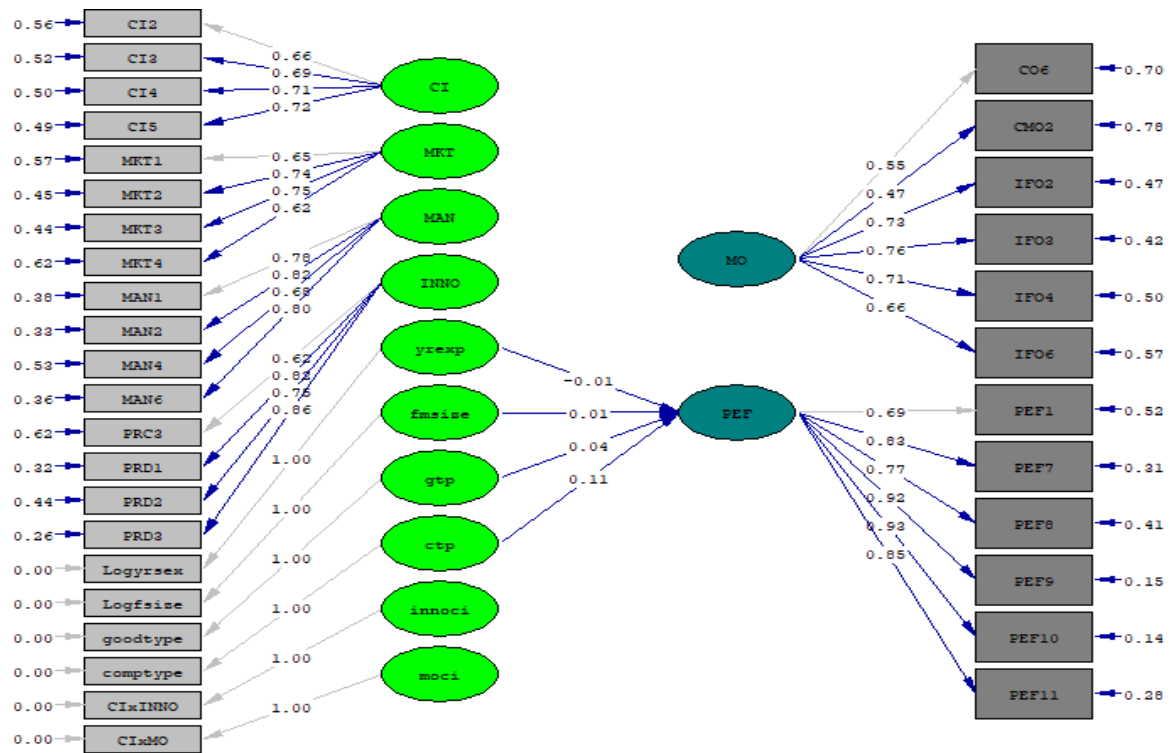 0.56 CI2
0.52 CI3
0.50 CI4
0.49 CI5
0.57 MKT1
0.45 MKT2
0.44 MKT3
0.62 MKT4
0.38 MAN1
0.33 MAN2
0.53 MAN4
0.36 MAN6
0.62 PRC3
0.32 PRD1
0.44 PRD2
0.26 PRD3
0.00 Logyrsex
0.00 Logfsize
0.00 goodtype
0.00 comptype
0.00 CIxINNO
0.00 CIxMO
0.66
0.69
0.71
0.72
0.65
0.74
0.75
0.62
0.78
0.82
0.68
0.80
0.62
0.82
0.75
0.86
1.00
1.00
1.00
1.00
1.00
1.00
CI
MKT
MAN
INNO
yrexp
fmsize
gtp
ctp
innoci
moci
-0.01
0.01
0.04
0.11
MO
PEF
0.55
0.47
0.73
0.76
0.71
0.66
0.69
0.83
0.77
0.92
0.93
0.85
CO6 0.70
CMO2 0.78
IFO2 0.47
IFO3 0.42
IFO4 0.50
IFO6 0.57
PEF1 0.52
PEF7 0.31
PEF8 0.41
PEF9 0.15
PEF10 0.14
PEF11 0.28